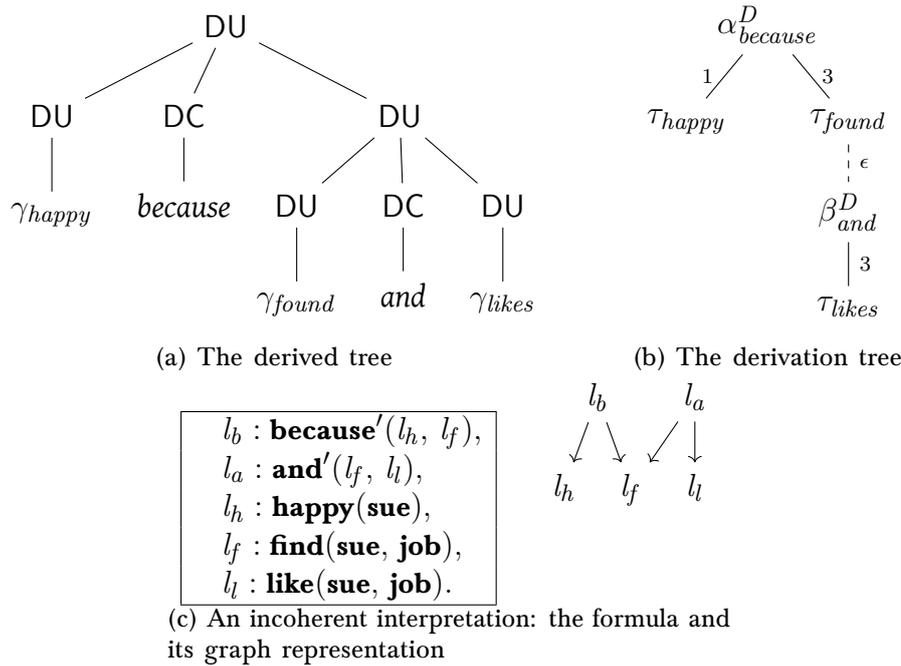 DU
DU DC DU
γhappy because DU DC DU
γfound and γlikes
(a) The derived tree
α^D_because
1 3
τhappy τfound
ϵ
β^D_and
3
τlikes
(b) The derivation tree
l_b : because′(l_h, l_f),
l_a : and′(l_f, l_l),
l_h : happy(sue),
l_f : find(sue, job),
l_l : like(sue, job).
l_b l_a
l_h l_f l_l
(c) An incoherent interpretation: the formula and
its graph representation